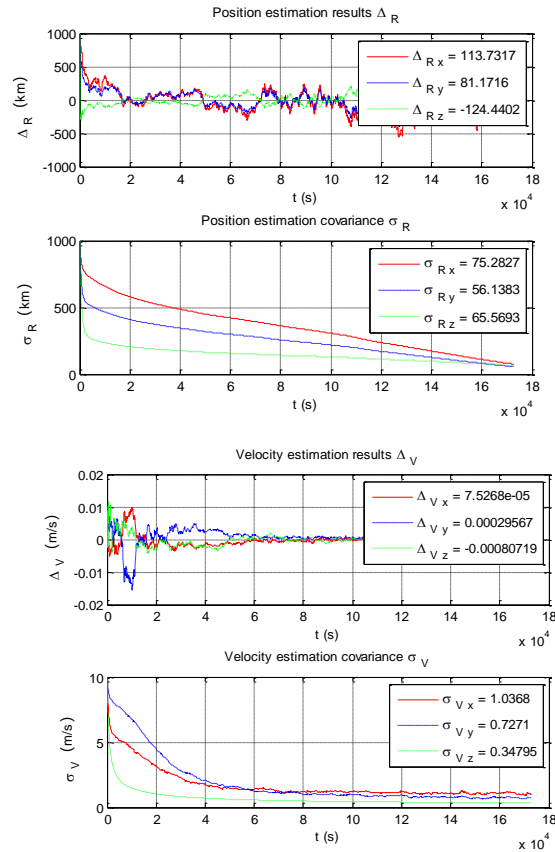 Position estimation results Δ R
1000
500
0
-500
-1000
Δ R (km)
Δ R x = 113.7317
Δ R y = 81.1716
Δ R z = -124.4402
0 2 4 6 8 10 12 14 16 18
t (s)
x 10 4
Position estimation covariance σ R
1000
500
0
σ R (km)
σ R x = 75.2827
σ R y = 56.1383
σ R z = 65.5693
0 2 4 6 8 10 12 14 16 18
t (s)
x 10 4
Velocity estimation results Δ V
0.02
0.01
0
-0.01
-0.02
Δ V (m/s)
Δ V x = 7.5268e-05
Δ V y = 0.00029567
Δ V z = -0.00080719
0 2 4 6 8 10 12 14 16 18
t (s)
x 10 4
Velocity estimation covariance σ V
10
5
0
σ V (m/s)
σ V x = 1.0368
σ V y = 0.7271
σ V z = 0.34795
0 2 4 6 8 10 12 14 16 18
t (s)
x 10 4